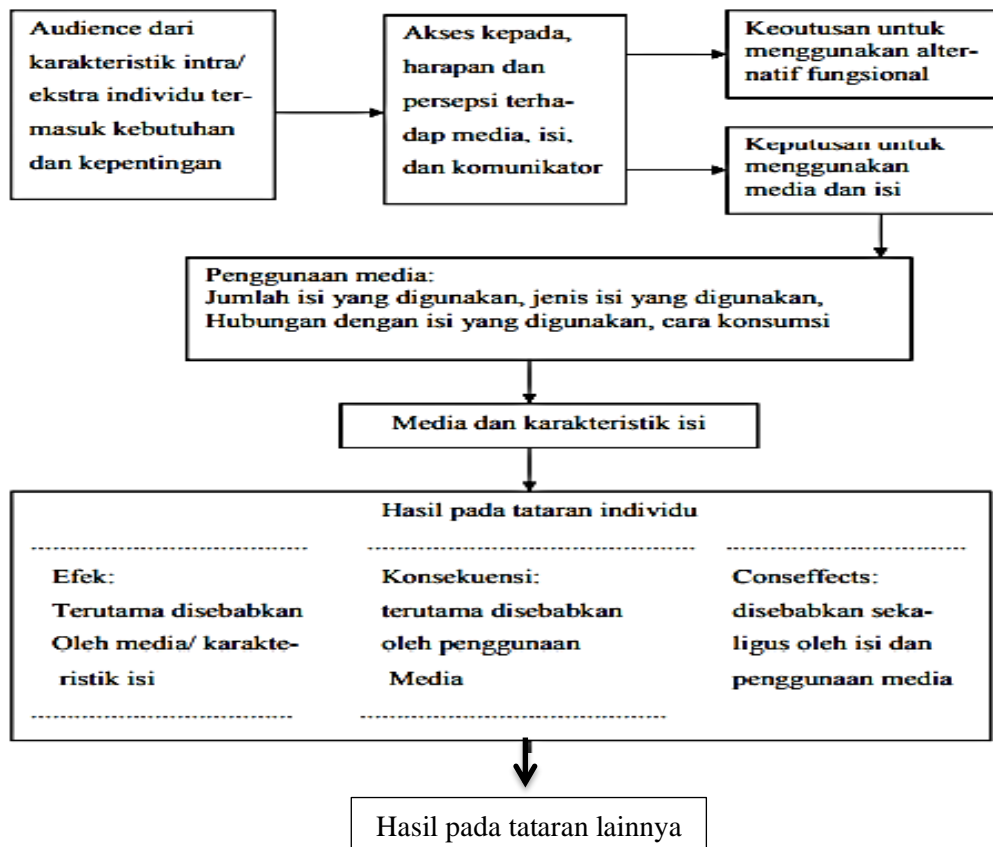 Audience dari
karakteristik intra/
ekstra individu ter-
masuk kebutuhan
dan kepentingan
Akses kepada,
harapan dan
persepsi terha-
dap media, isi,
dan komunikator
Keoutusan untuk
menggunakan alter-
natif fungsional
Keputusan untuk
menggunakan
media dan isi
Penggunaan media:
Jumlah isi yang digunakan, jenis isi yang digunakan,
Hubungan dengan isi yang digunakan, cara konsumsi
Media dan karakteristik isi
Hasil pada tataran individu
Efek:
Terutama disebabkan
Oleh media/ karakte-
ristik isi
Konsekuensi:
terutama disebabkan
oleh penggunaan
Media
Conseffects:
disebabkan seka-
ligus oleh isi dan
penggunaan media
Hasil pada tataran lainnya